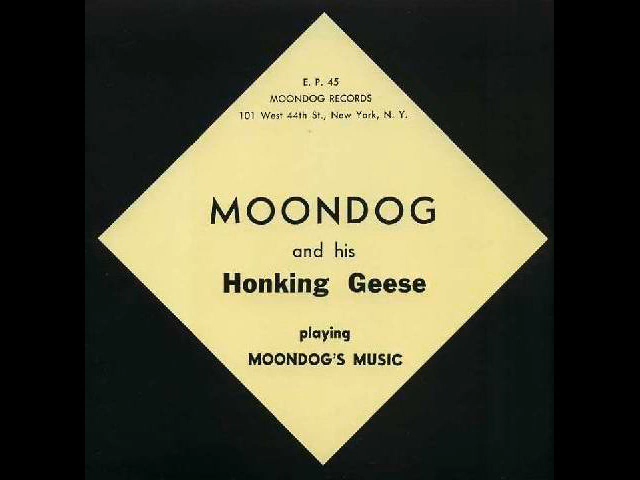 E. P. 45
MOONDOG RECORDS
101 West 44th St., New York, N. Y.
MOONDOG
and his
Honking Geese
playing
MOONDOG'S MUSIC